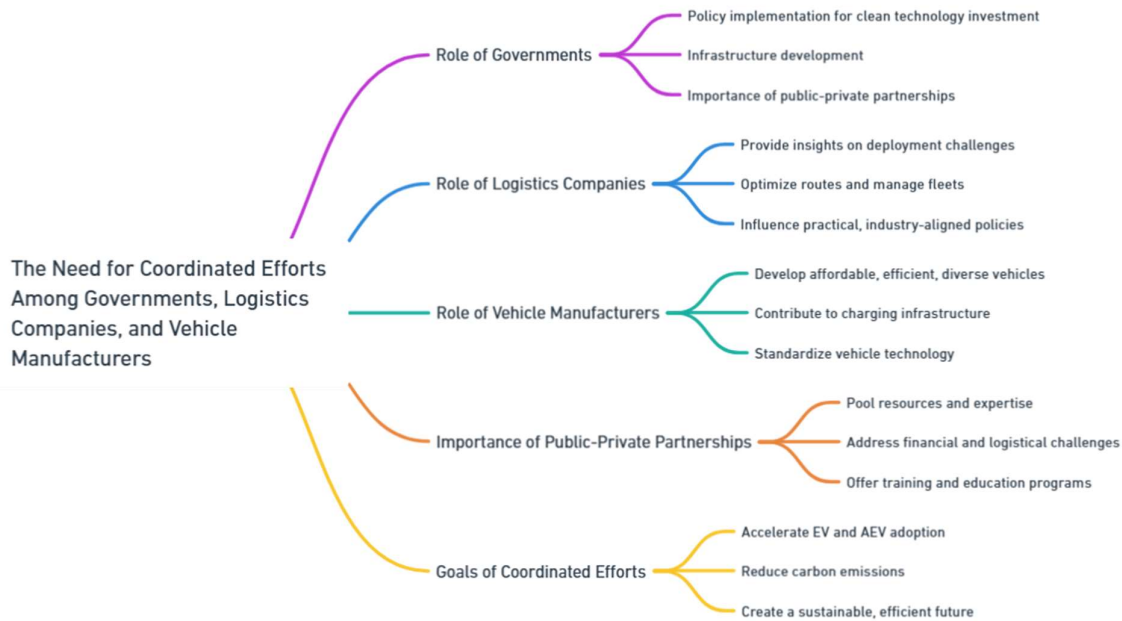 The Need for Coordinated Efforts
Among Governments, Logistics
Companies, and Vehicle
Manufacturers
Role of Governments
Policy implementation for clean technology investment
Infrastructure development
Importance of public-private partnerships
Role of Logistics Companies
Provide insights on deployment challenges
Optimize routes and manage fleets
Influence practical, industry-aligned policies
Role of Vehicle Manufacturers
Develop affordable, efficient, diverse vehicles
Contribute to charging infrastructure
Standardize vehicle technology
Importance of Public-Private Partnerships
Pool resources and expertise
Address financial and logistical challenges
Offer training and education programs
Goals of Coordinated Efforts
Accelerate EV and AEV adoption
Reduce carbon emissions
Create a sustainable, efficient future